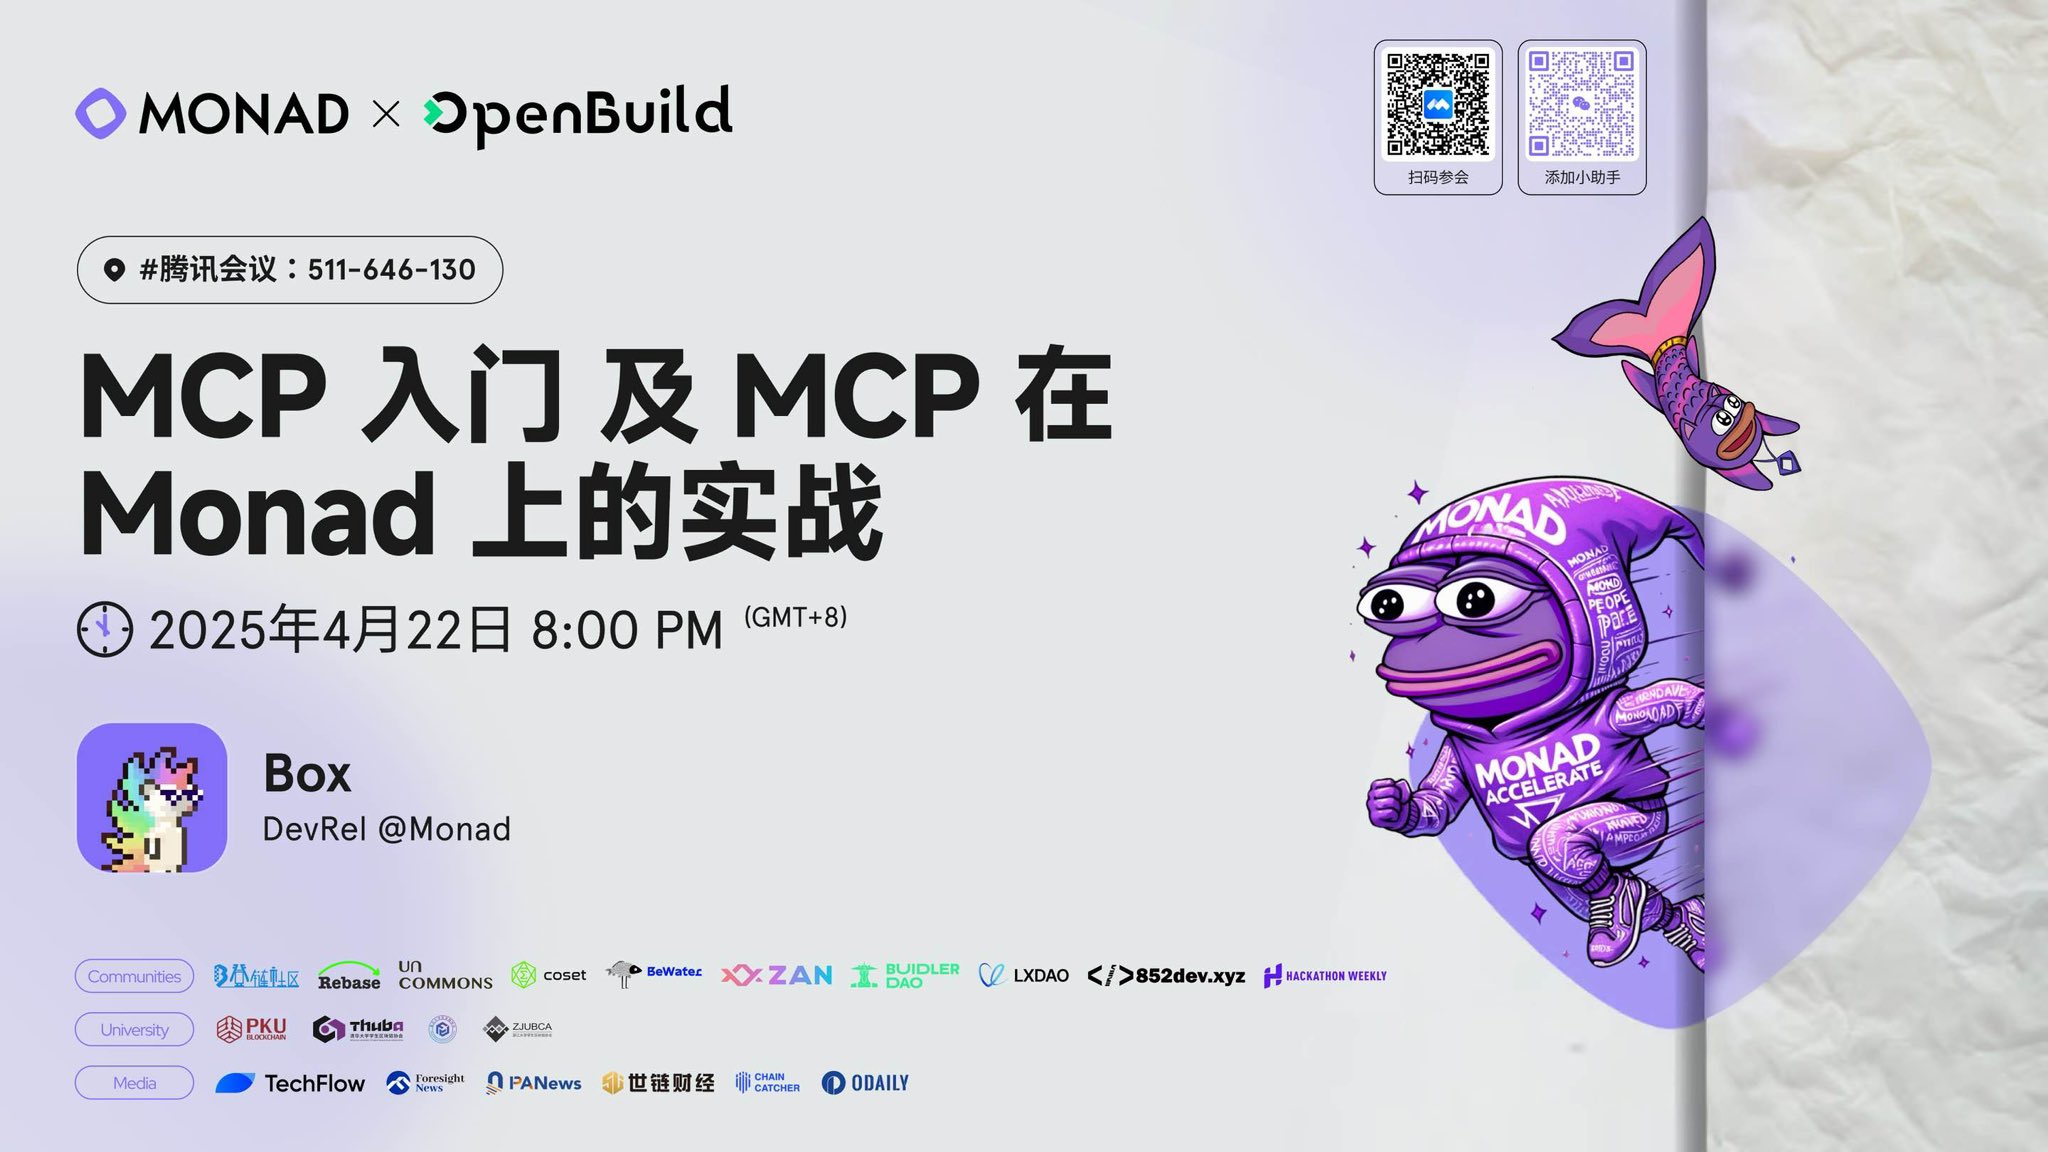 MONAD × OpenBuild
扫码参会
添加小助手
#腾讯会议：511-646-130
MCP 入门 及 MCP 在
Monad 上的实战
2025年4月22日 8:00 PM (GMT+8)
Box
DevRel @Monad
MONAD
MONAD
ACCELERATE
Communities
Rebase
UN
COMMONS
coset
BeWater
ZAN
BUIDLER
DAO
LXDAO
</>852dev.xyz
HACKATHON WEEKLY
University
PKU
BLOCKCHAIN
Thuba
ZJUBCA
Media
TechFlow
Foresight
News
PANews
世链财经
CHAIN
CATCHER
ODAILY